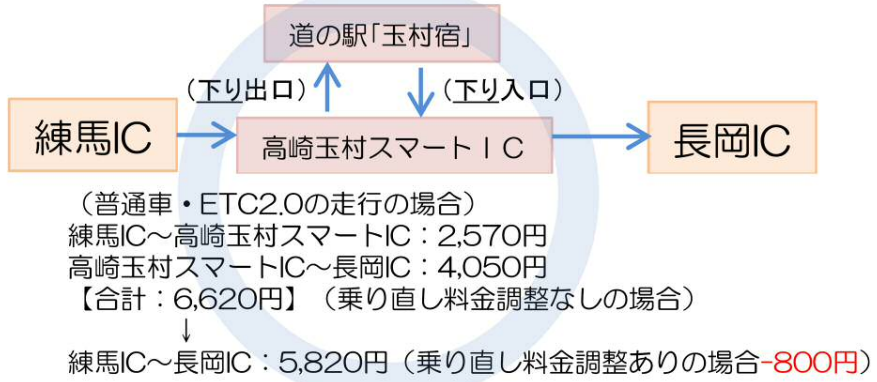 道の駅「玉村宿」
（下り出口）
（下り入口）
練馬IC
高崎玉村スマートＩＣ
長岡IC
（普通車・ETC2.0の走行の場合）
練馬IC～高崎玉村スマートIC：2,570円
高崎玉村スマートIC～長岡IC：4,050円
【合計：6,620円】（乗り直し料金調整なしの場合）
↓
練馬IC～長岡IC：5,820円（乗り直し料金調整ありの場合-800円）